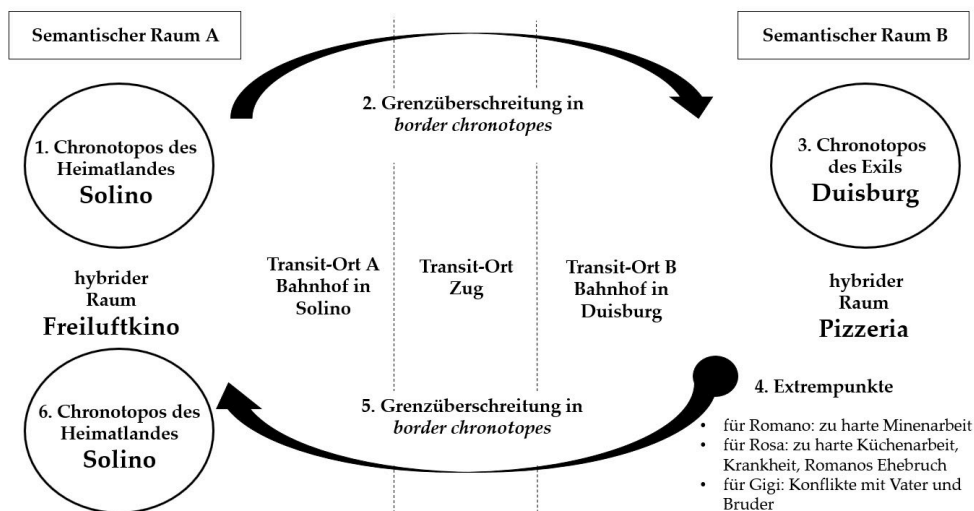 Semantischer Raum A
Semantischer Raum B
2. Grenzüberschreitung in
border chronotopes
1. Chronotopos des
Heimatlandes
Solino
3. Chronotopos
des Exils
Duisburg
Transit-Ort A
Bahnhof in
Solino
Transit-Ort
Zug
Transit-Ort B
Bahnhof in
Duisburg
hybrider
Raum
Freiluftkino
hybrider
Raum
Pizzeria
6. Chronotopos des
Heimatlandes
Solino
5. Grenzüberschreitung in
border chronotopes
4. Extrempunkte
• für Romano: zu harte Minenarbeit
• für Rosa: zu harte Küchenarbeit,
Krankheit, Romanos Ehebruch
• für Gigi: Konflikte mit Vater und
Bruder